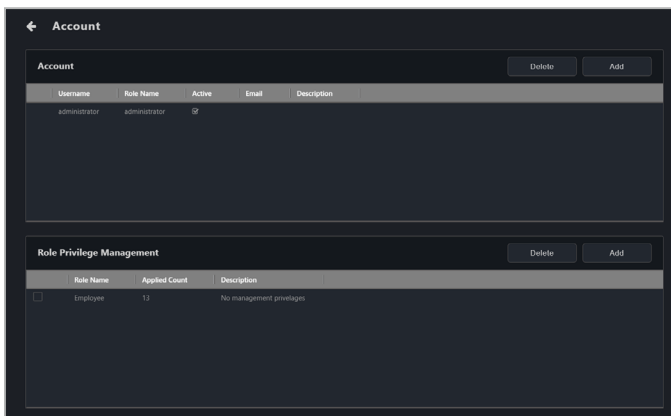 Account
Account Delete Add
Username Role Name Active Email Description
administrator administrator
Role Privilege Management Delete Add
Role Name Applied Count Description
Employee 13 No management privelages